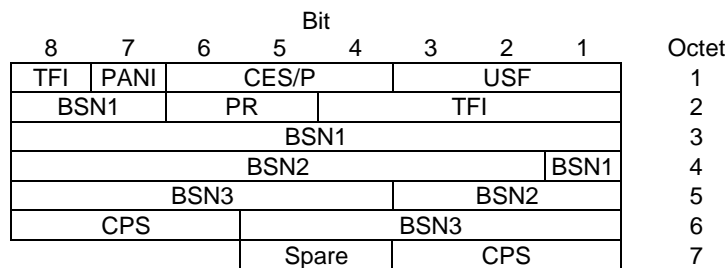 Bit
8 7 6 5 4 3 2 1 Octet
TFI PANI CES/P USF 1
BSN1 PR TFI 2
BSN1 3
BSN2 BSN1 4
BSN3 BSN2 5
CPS BSN3 6
Spare CPS 7